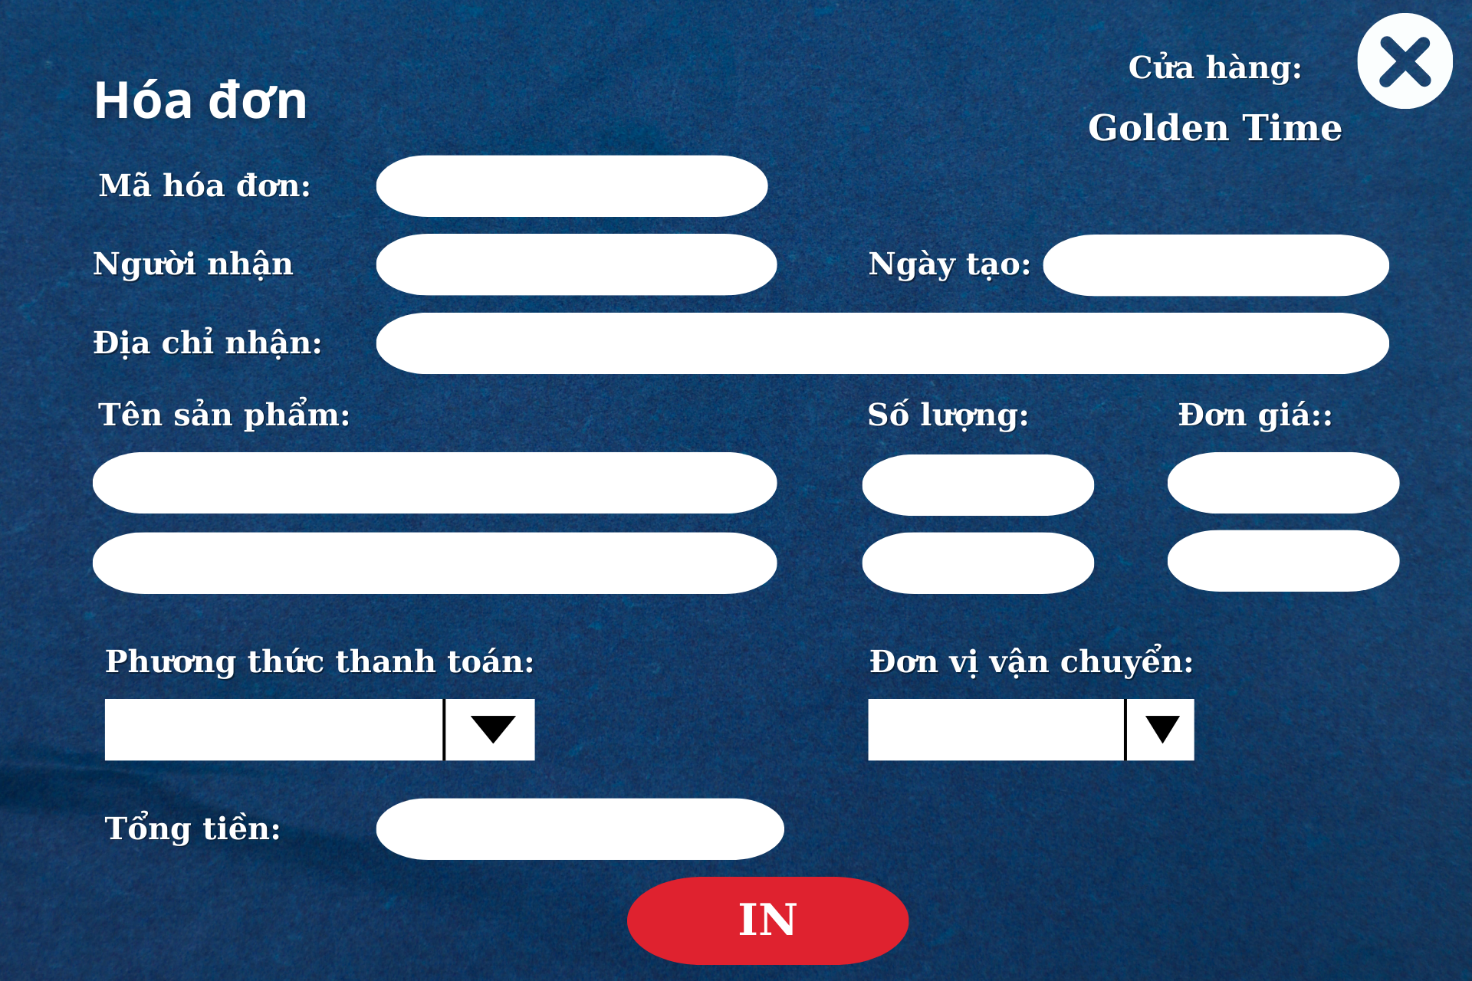 Cửa hàng:
Hóa đơn
Golden Time
Mã hóa đơn:
Người nhận
Ngày tạo:
Địa chỉ nhận:
Tên sản phẩm:
Số lượng:
Đơn giá::
Phương thức thanh toán:
Đơn vị vận chuyển:
Tổng tiền:
IN